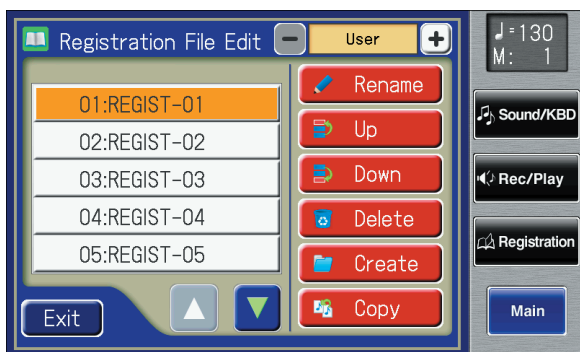 Registration File Edit
User
♩=130
M: 1
01:REGIST-01
02:REGIST-02
03:REGIST-03
04:REGIST-04
05:REGIST-05
Exit
Rename
Up
Down
Delete
Create
Copy
Sound/KBD
Rec/Play
Registration
Main